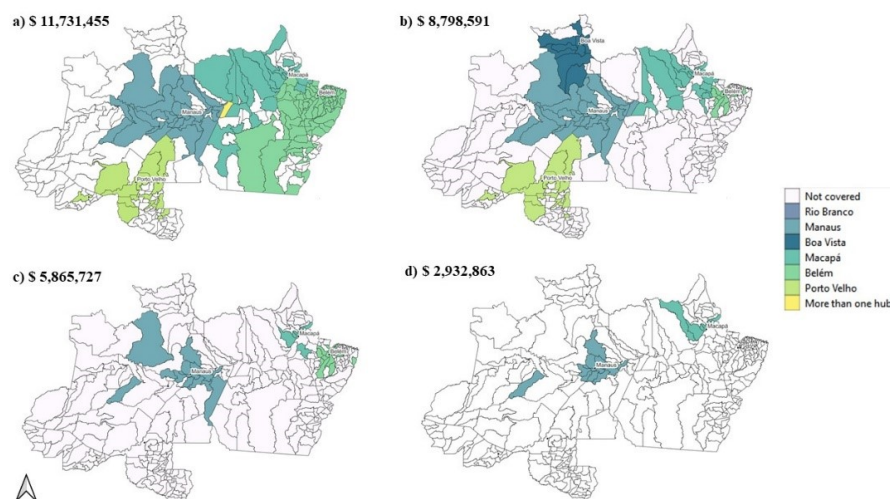 a) $ 11,731,455
b) $ 8,798,591
Macapá
Belém
Manaus
Porto Velho
Boa Vista
Macapá
Belém
Manaus
Porto Velho
Not covered
Rio Branco
Manaus
Boa Vista
Macapá
Belém
Porto Velho
More than one hub
c) $ 5,865,727
d) $ 2,932,863
Macapá
Manaus
Macapá
Manaus